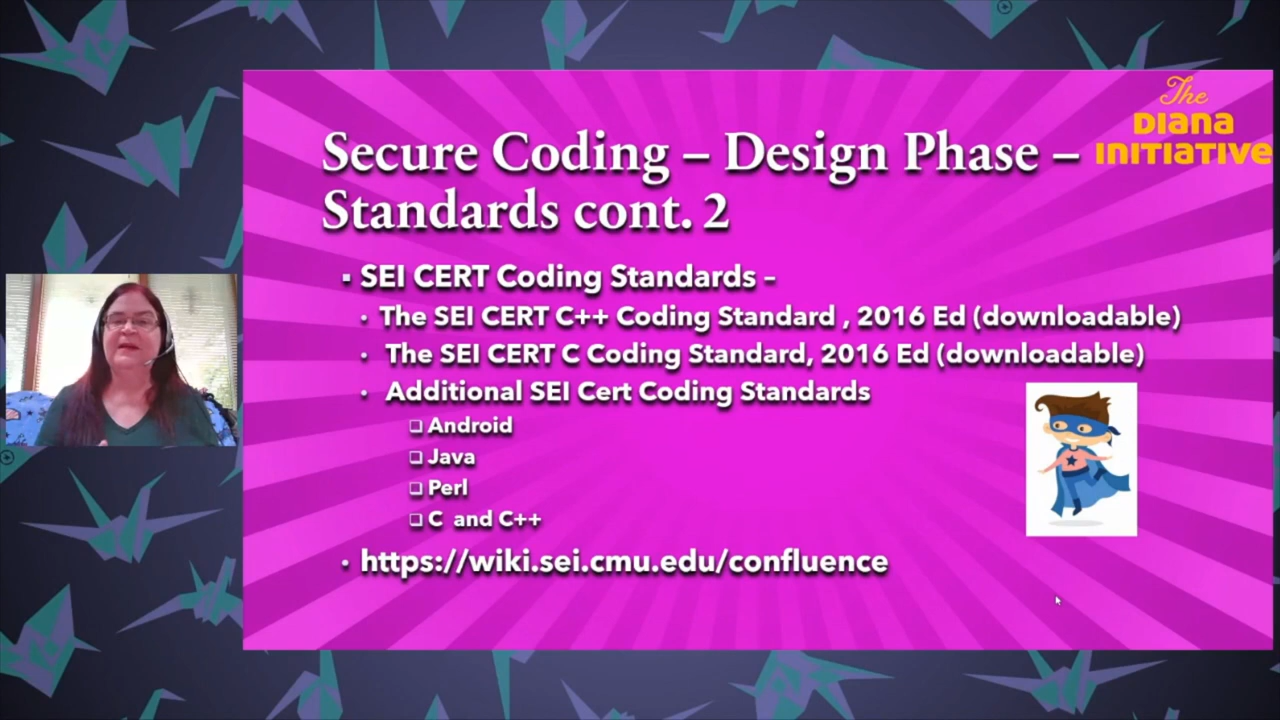 The
DIANA
INITIATIVE
Secure Coding – Design Phase –
Standards cont. 2
▪ SEI CERT Coding Standards –
• The SEI CERT C++ Coding Standard , 2016 Ed (downloadable)
• The SEI CERT C Coding Standard, 2016 Ed (downloadable)
• Additional SEI Cert Coding Standards
❑ Android
❑ Java
❑ Perl
❑ C and C++
• https://wiki.sei.cmu.edu/confluence